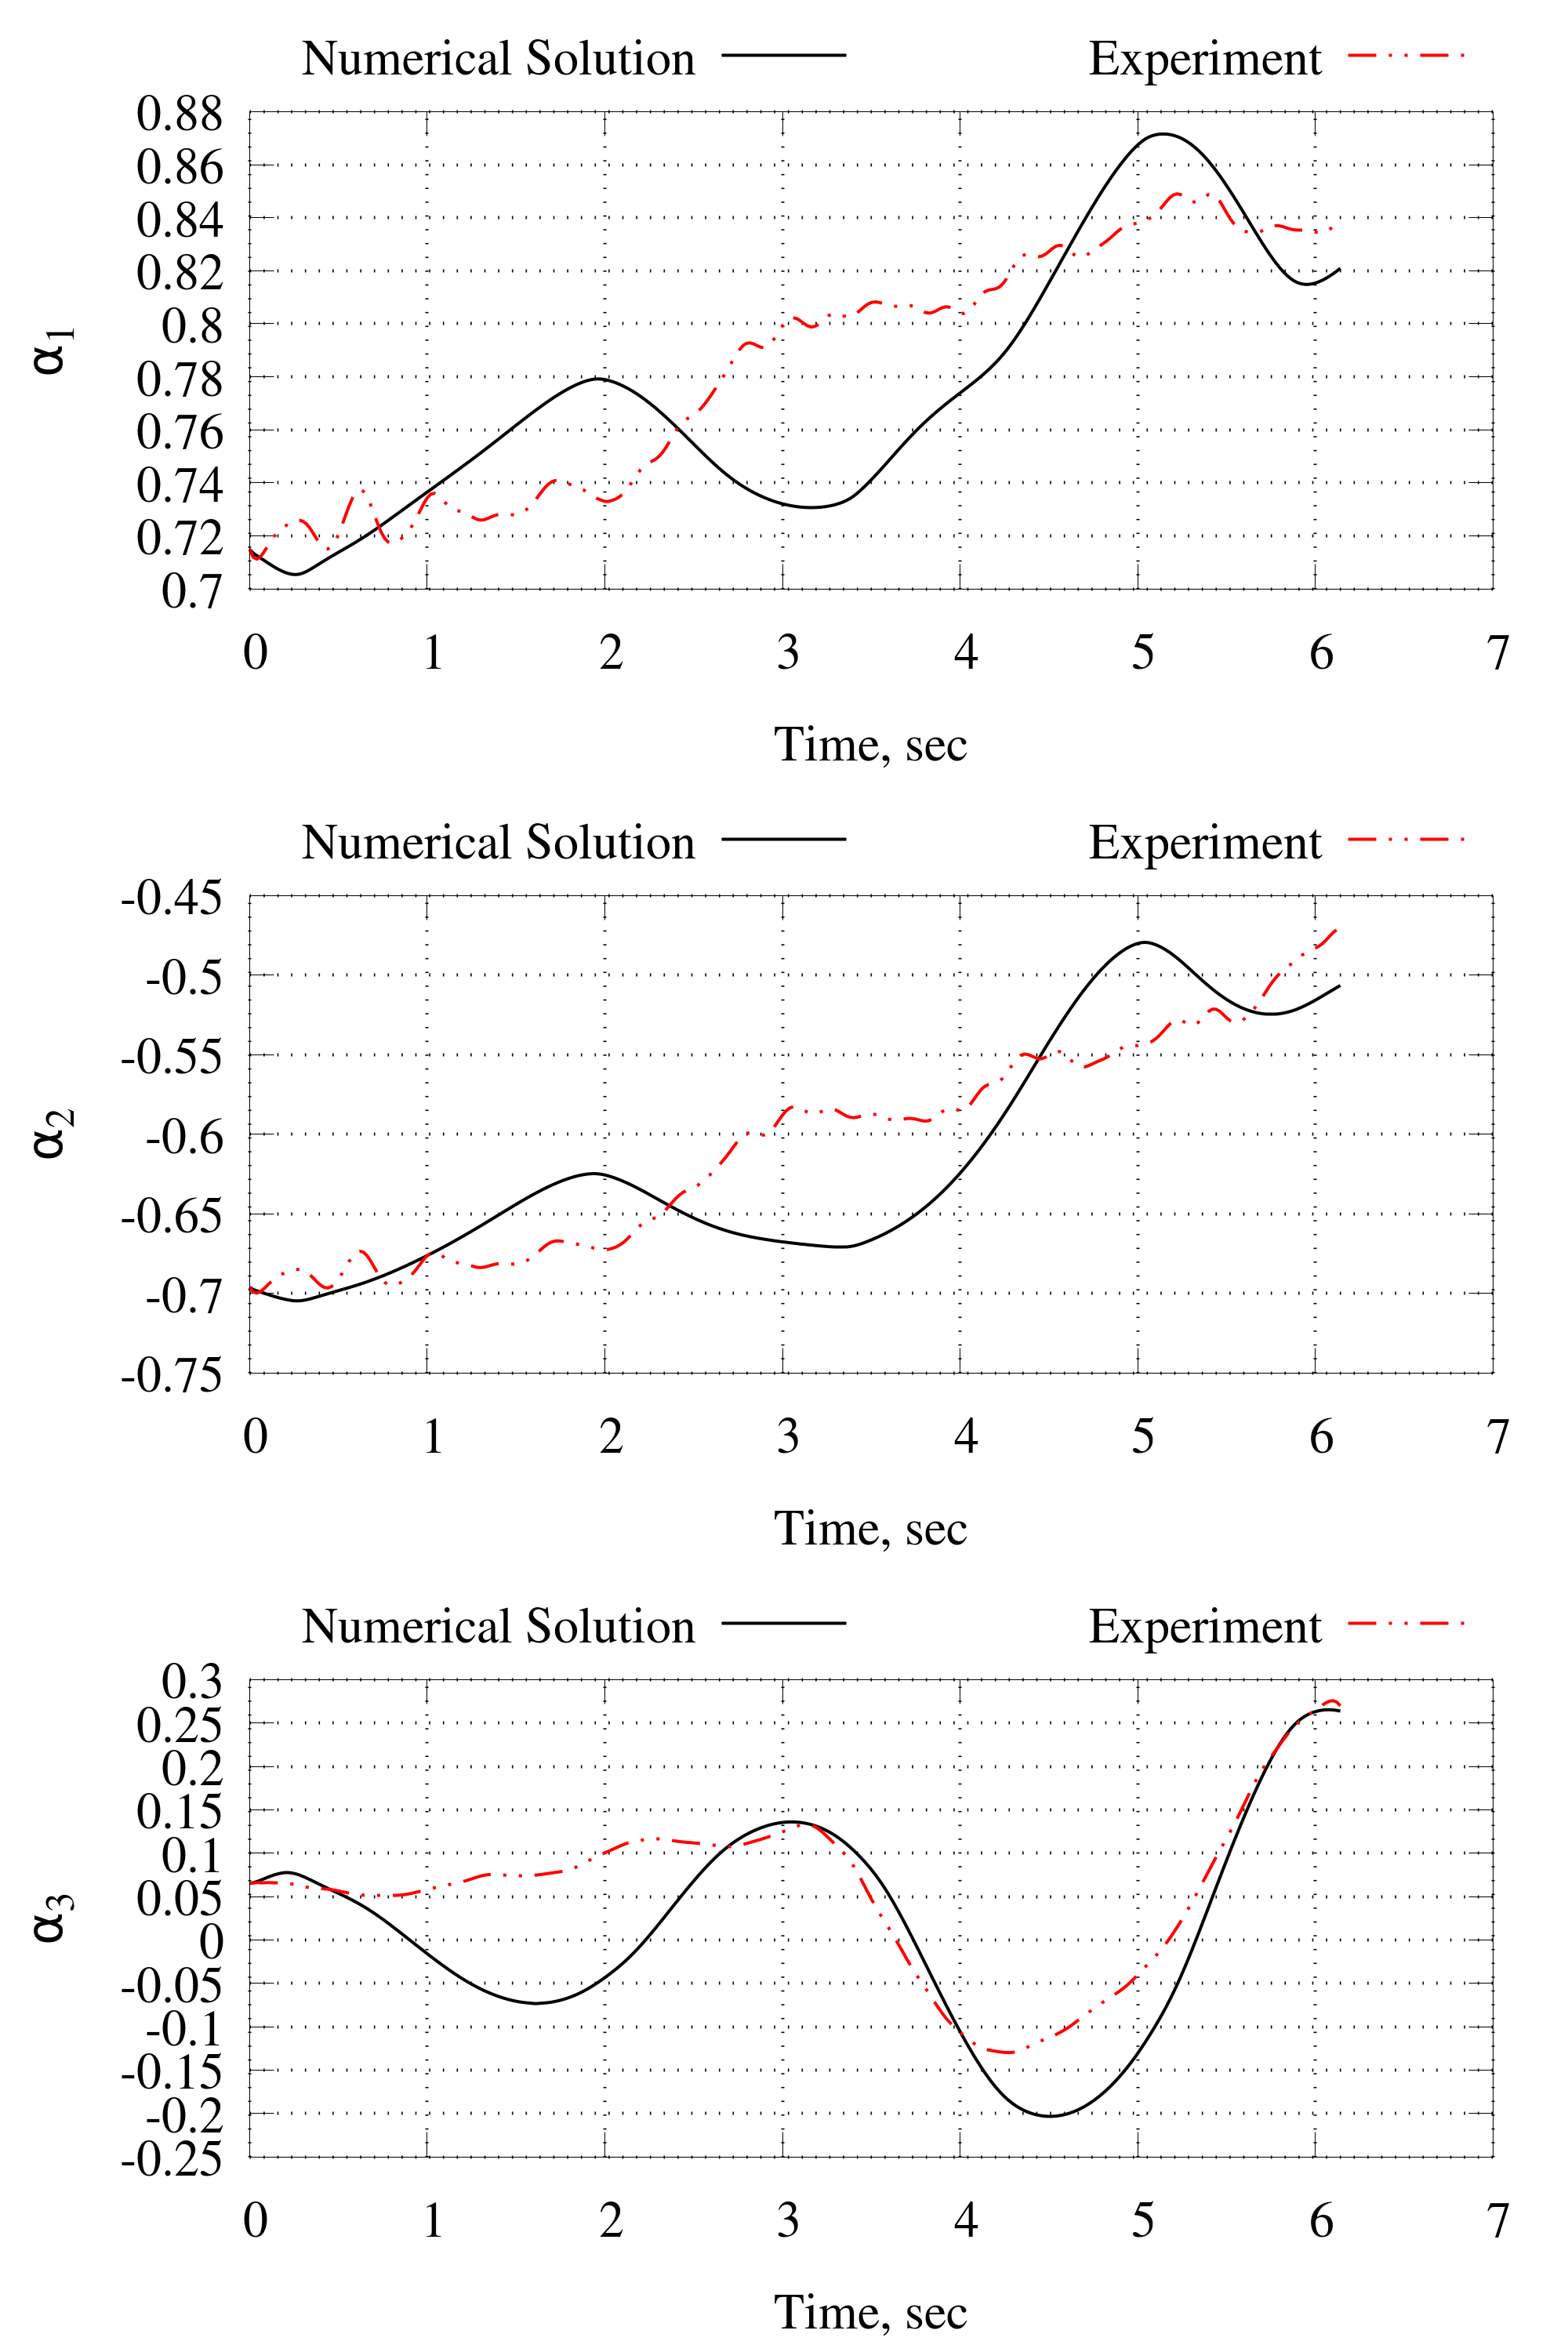 Numerical Solution Experiment
0.88
0.86
0.84
0.82
0.8
0.78
0.76
0.74
0.72
0.7
α1
0 1 2 3 4 5 6 7
Time, sec
Numerical Solution Experiment
-0.45
-0.5
-0.55
-0.6
-0.65
-0.7
-0.75
α2
0 1 2 3 4 5 6 7
Time, sec
Numerical Solution Experiment
0.3
0.25
0.2
0.15
0.1
0.05
0
-0.05
-0.1
-0.15
-0.2
-0.25
α3
0 1 2 3 4 5 6 7
Time, sec